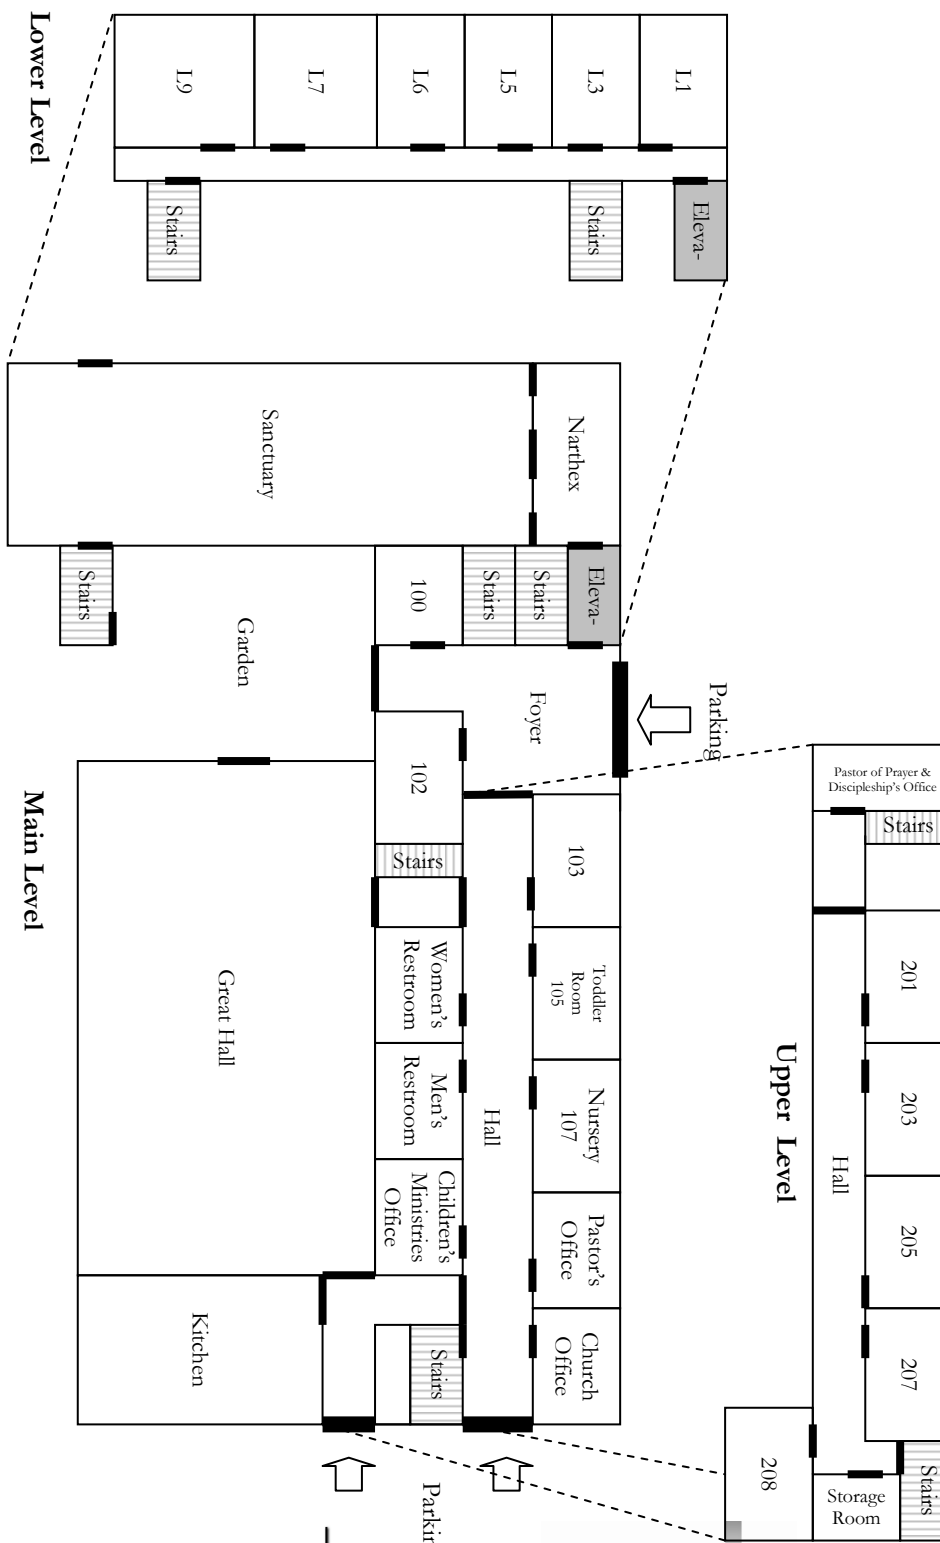 Lower Level
L9
L7
L6
L5
L3
L1
Stairs
Stairs
Eleva-
Sanctuary
Narthex
Stairs
Garden
100
Stairs
Stairs
Eleva-
Foyer
Parking
102
Stairs
103
Toddler
Room
105
Women's
Restroom
Men's
Restroom
Nursery
107
Hall
Great Hall
Main Level
Children's
Ministries
Office
Pastor's
Office
Church
Office
Kitchen
Stairs
Parkin
Pastor of Prayer &
Discipleship's Office
Stairs
201
203
205
207
Hall
Upper Level
208
Storage
Room
Stairs